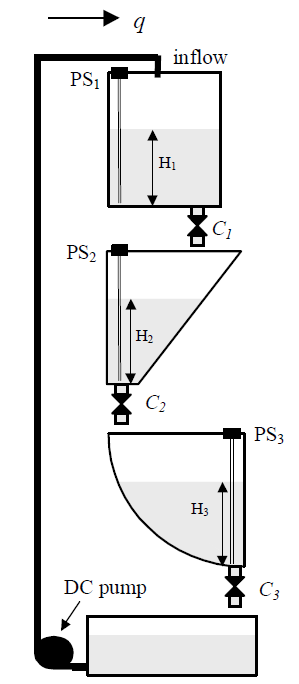 q
inflow
PS₁
H₁
C₁
PS₂
H₂
C₂
PS₃
H₃
C₃
DC pump